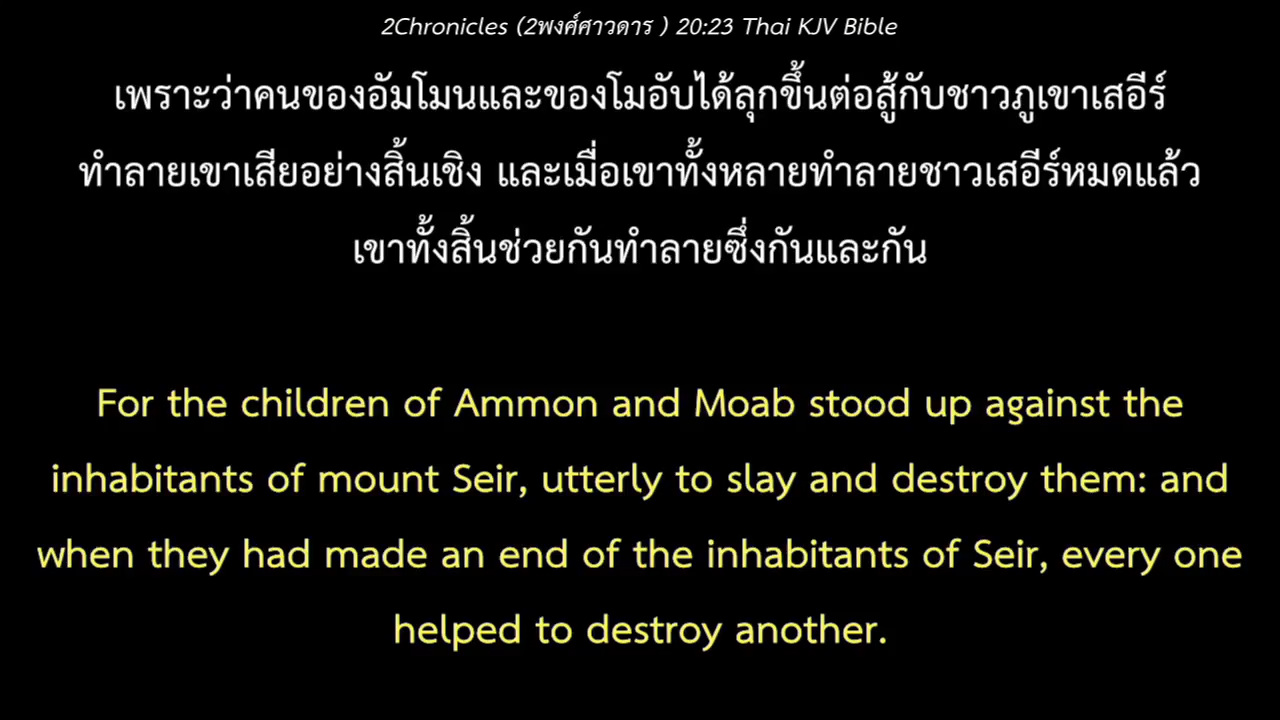 2Chronicles (2พงศ์ศาวดาร ) 20:23 Thai KJV Bible
เพราะว่าคนของอัมโมนและของโมอับได้ลุกขึ้นต่อสู้กับชาวภูเขาเสอีร์
ทำลายเขาเสียอย่างสิ้นเชิง และเมื่อเขาทั้งหลายทำลายชาวเสอีร์หมดแล้ว
เขาทั้งสิ้นช่วยกันทำลายซึ่งกันและกัน
For the children of Ammon and Moab stood up against the
inhabitants of mount Seir, utterly to slay and destroy them: and
when they had made an end of the inhabitants of Seir, every one
helped to destroy another.